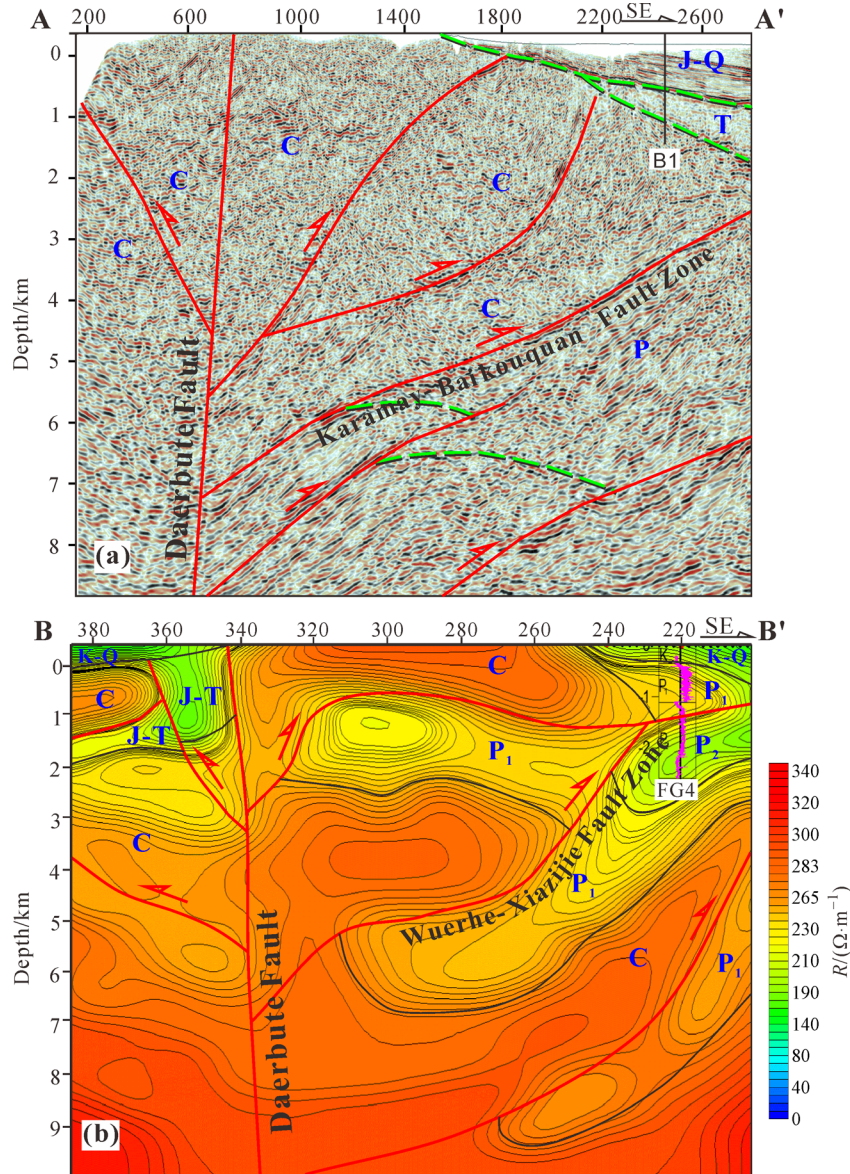 A
A'
200 600 1000 1400 1800 2200 SE 2600
Depth/km
0
1
2
3
4
5
6
7
8
J-Q
T
B1
C
C
C
C
C
C
P
Karamay-Baikouquan Fault Zone
Daerbute Fault
(a)
B
B'
380 360 340 320 300 280 260 240 220 SE
Depth/km
0
1
2
3
4
5
6
7
8
9
K-Q
C
J-T
J-T
C
C
P₁
K-Q
P₁
P₂
FG4
Wuerhe-Xiazijie Fault Zone
P₁
C
P₁
Daerbute Fault
(b)
340
320
300
283
265
240
210
190
140
80
40
0
R/(Ω·m⁻¹)